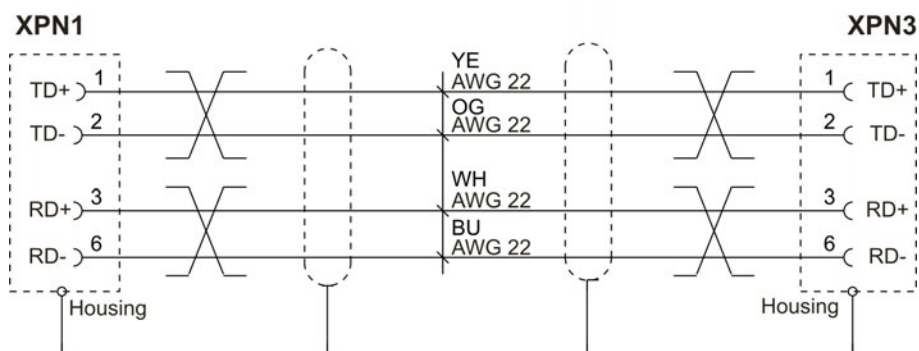 XPN1 XPN3
YE
TD+ 1 AWG 22 1 TD+
OG
TD- 2 AWG 22 2 TD-
WH
RD+ 3 AWG 22 3 RD+
BU
RD- 6 AWG 22 6 RD-
Housing Housing